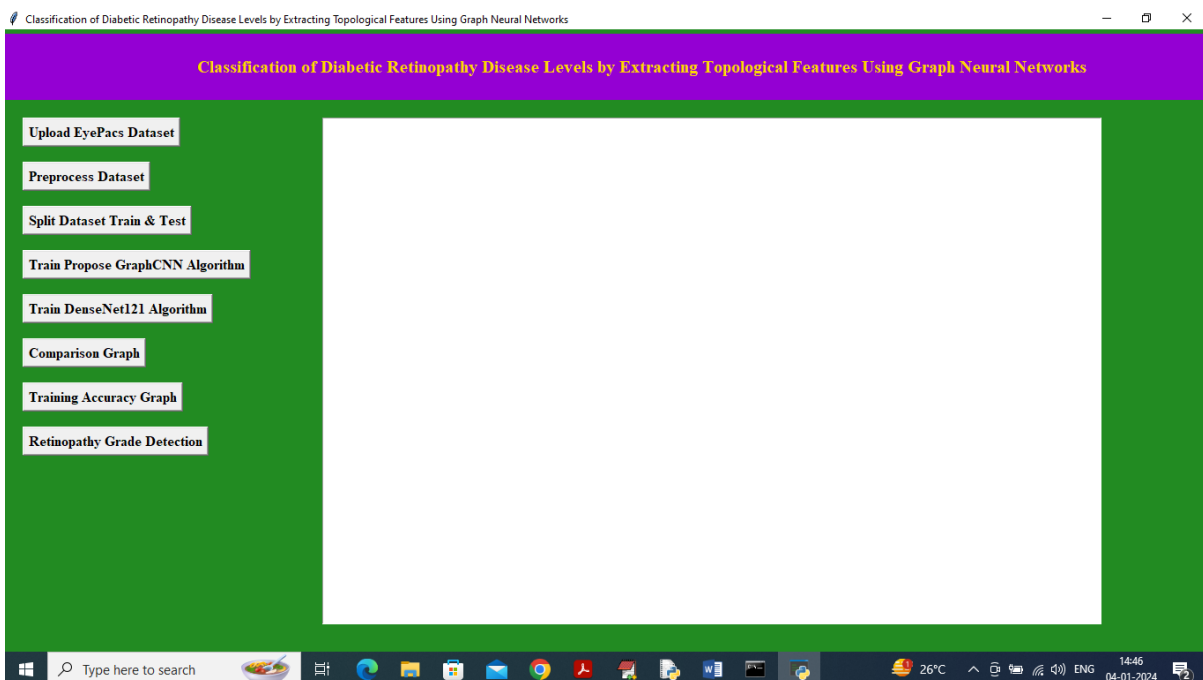 Classification of Diabetic Retinopathy Disease Levels by Extracting Topological Features Using Graph Neural Networks
Classification of Diabetic Retinopathy Disease Levels by Extracting Topological Features Using Graph Neural Networks
Upload EyePacs Dataset
Preprocess Dataset
Split Dataset Train & Test
Train Propose GraphCNN Algorithm
Train DenseNet121 Algorithm
Comparison Graph
Training Accuracy Graph
Retinopathy Grade Detection
Type here to search
26°C
ENG
14:46
04-01-2024
2